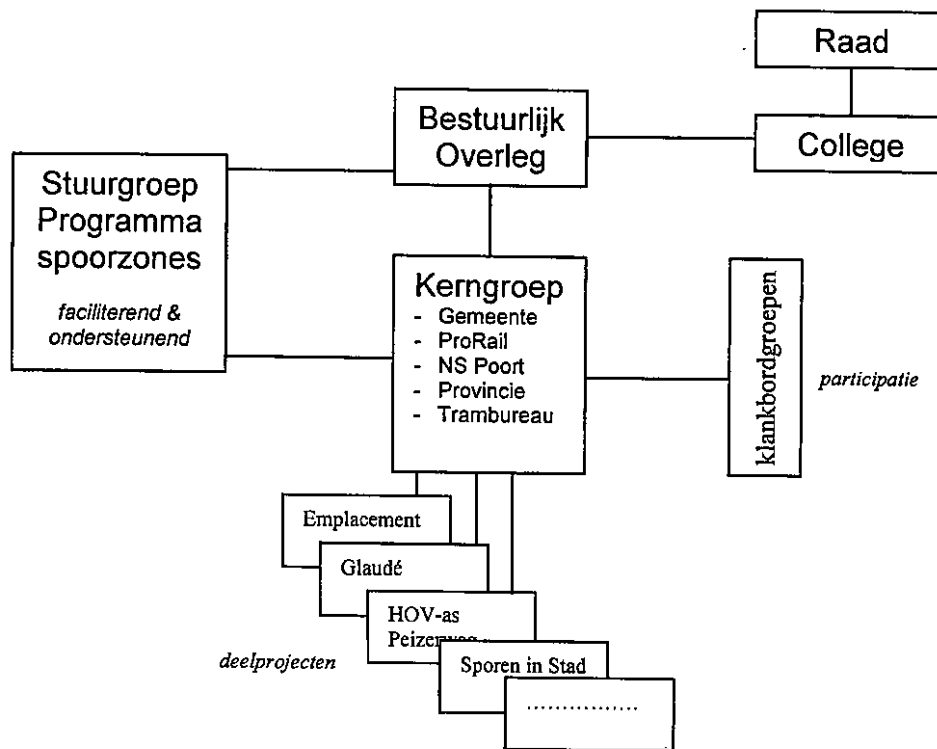 Raad
College
Bestuurlijk
Overleg
Stuurgroep
Programma
spoorzones
faciliterend &
ondersteunend
Kerngroep
- Gemeente
- ProRail
- NS Poort
- Provincie
- Trambureau
klankbordgroepen
participatie
Emplacement
Glaudé
HOV-as
Peizerweg
Sporen in Stad
................
deelprojecten